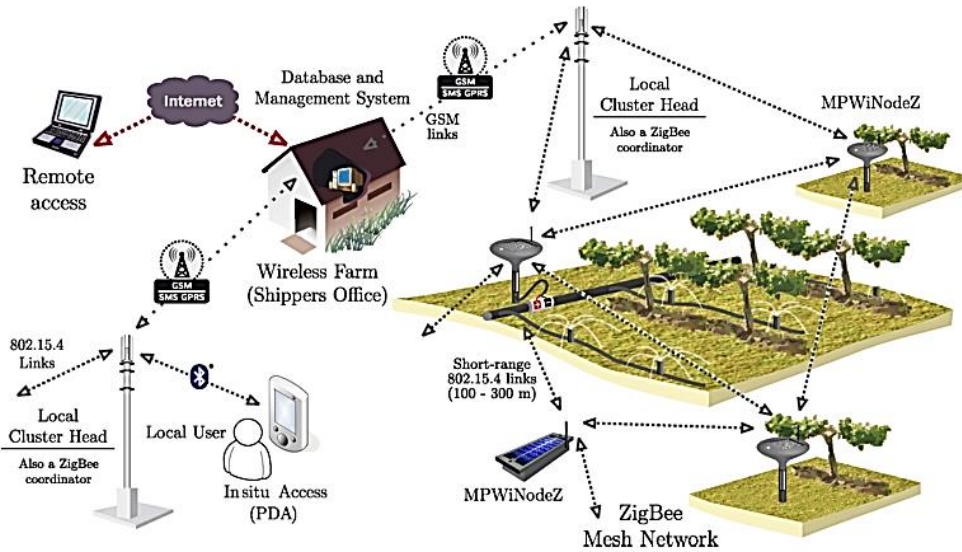 Internet
Remote
access
Database and
Management System
GSM
SMS GPRS
GSM
links
Local
Cluster Head
Also a ZigBee
coordinator
MPWiNodeZ
Wireless Farm
(Shippers Office)
GSM
SMS GPRS
802.15.4
Links
Local
Cluster Head
Also a ZigBee
coordinator
Local User
Insitu Access
(PDA)
Short-range
802.15.4 links
(100 - 300 m)
MPWiNodeZ
ZigBee
Mesh Network